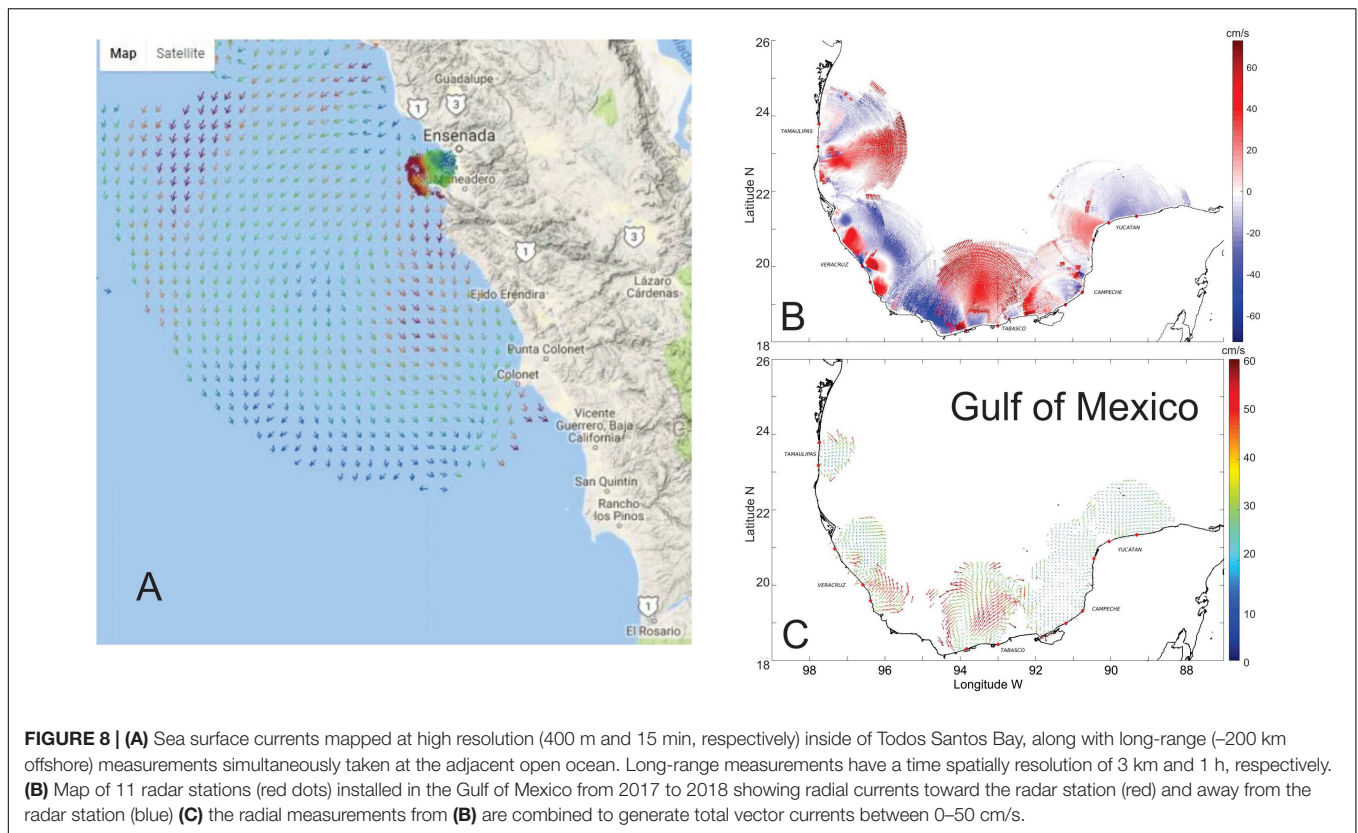 Map Satellite
Guadalupe
1 3
Ensenada
Maneadero
1
3
Ejido Eréndira
Lázaro
Cárdenas
Punta Colonet
Colonet
Vicente
Guerrero, Baja
California
San Quintín
Rancho
los Pinos
1
El Rosario
A
cm/s
26
24
22
20
18
Latitude N
TAMAULIPAS
VERACRUZ
TABASCO
CAMPECHE
YUCATAN
B
60
40
20
0
-20
-40
-60
cm/s
26
24
22
20
18
Latitude N
Gulf of Mexico
TAMAULIPAS
VERACRUZ
TABASCO
CAMPECHE
YUCATAN
C
60
50
40
30
20
10
0
98 96 94 92 90 88
Longitude W
FIGURE 8 | (A) Sea surface currents mapped at high resolution (400 m and 15 min, respectively) inside of Todos Santos Bay, along with long-range (–200 km
offshore) measurements simultaneously taken at the adjacent open ocean. Long-range measurements have a time spatially resolution of 3 km and 1 h, respectively.
(B) Map of 11 radar stations (red dots) installed in the Gulf of Mexico from 2017 to 2018 showing radial currents toward the radar station (red) and away from the
radar station (blue) (C) the radial measurements from (B) are combined to generate total vector currents between 0–50 cm/s.